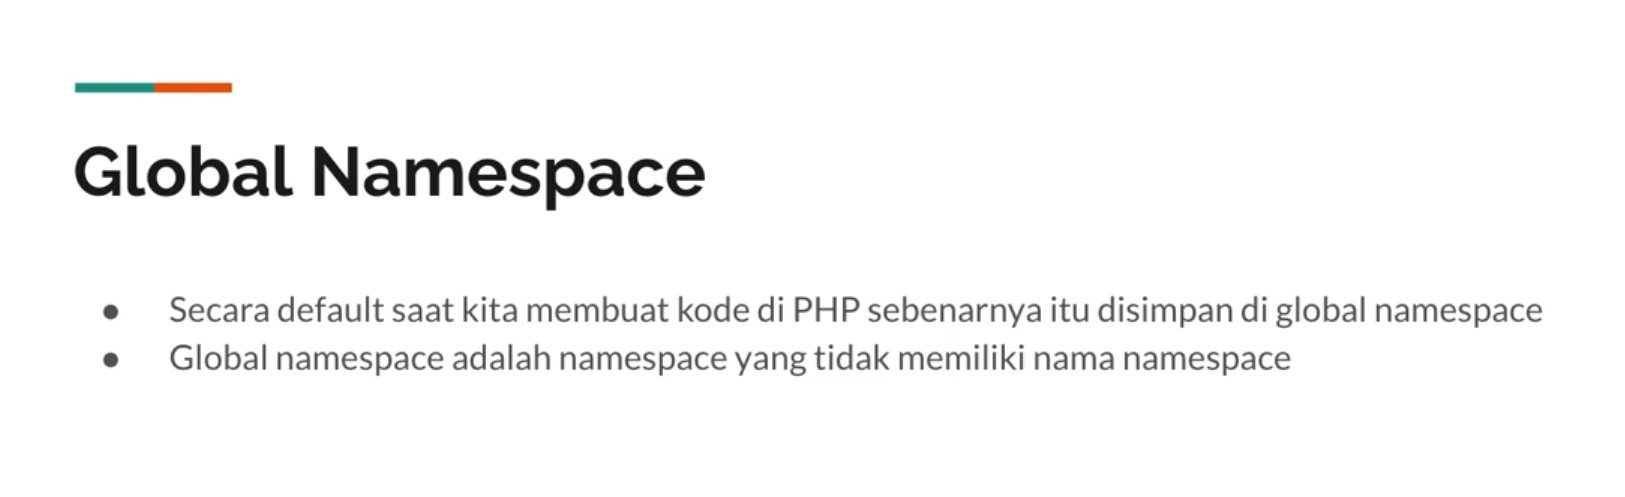 Global Namespace
● Secara default saat kita membuat kode di PHP sebenarnya itu disimpan di global namespace
● Global namespace adalah namespace yang tidak memiliki nama namespace